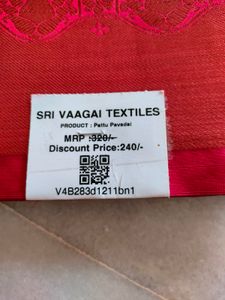 SRI VAAGAI TEXTILES
PRODUCT : Pattu Pavadai
MRP :320/-
Discount Price:240/-
V4B283d1211bn1